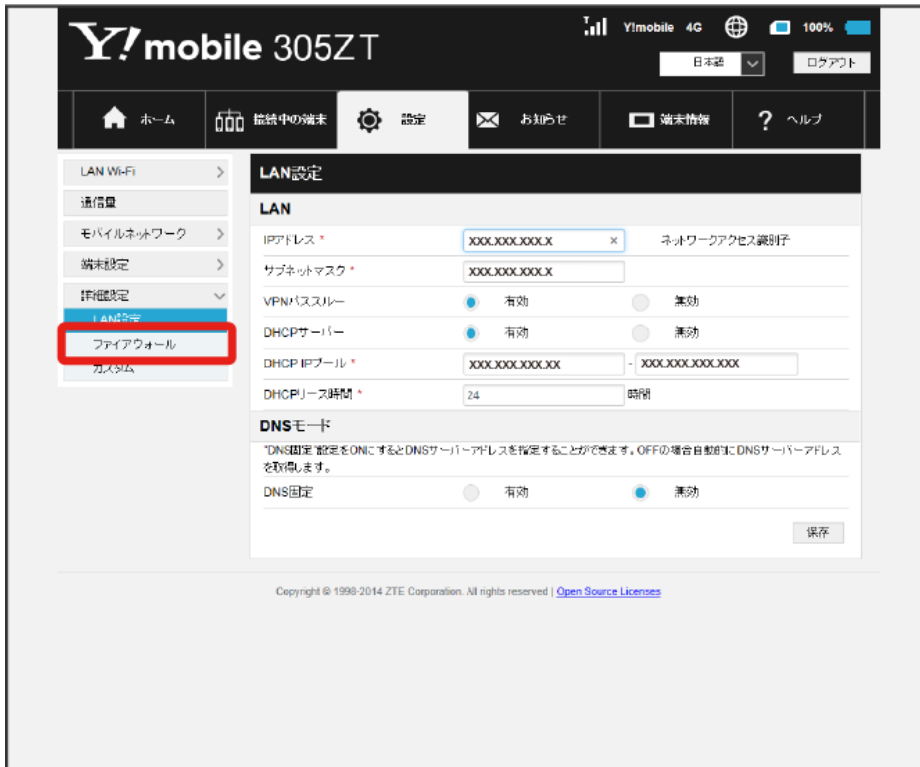 Y!mobile 305ZT
Y!mobile 4G 100%
日本語 ログアウト
ホーム 接続中の端末 設定 お知らせ 端末情報 ? ヘルプ
LAN Wi-Fi
通信量
モバイルネットワーク
端末設定
詳細設定
LAN設定
ファイアウォール
カスタム
LAN設定
LAN
IPアドレス * XXX.XXX.XXX.X × ネットワークアクセス識別子
サブネットマスク * XXX.XXX.XXX.X
VPNパススルー 有効 無効
DHCPサーバー 有効 無効
DHCP IPプール * XXX.XXX.XXX.XX - XXX.XXX.XXX.XXX
DHCPリース時間 * 24 時間
DNSモード
"DNS固定"設定をONにするとDNSサーバーアドレスを指定することができます。OFFの場合自動的にDNSサーバーアドレス
を取得します。
DNS固定 有効 無効
保存
Copyright © 1998-2014 ZTE Corporation. All rights reserved | Open Source Licenses